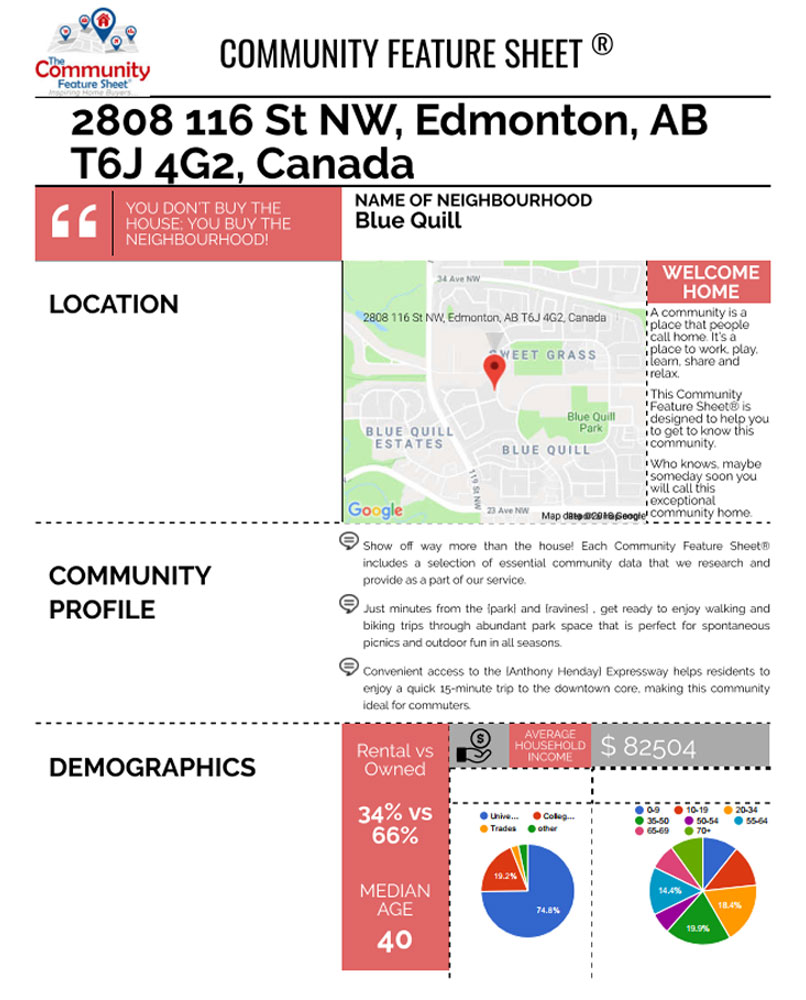 The
Community
Feature Sheet®
Inspiring Home Buyers...
COMMUNITY FEATURE SHEET ®
2808 116 St NW, Edmonton, AB
T6J 4G2, Canada
YOU DON'T BUY THE
HOUSE; YOU BUY THE
NEIGHBOURHOOD!
NAME OF NEIGHBOURHOOD
Blue Quill
LOCATION
34 Ave NW
2808 116 St NW, Edmonton, AB T6J 4G2, Canada
SWEET GRASS
Blue Quill
Park
BLUE QUILL
ESTATES
BLUE QUILL
119 St NW
23 Ave NW
Google
Map data ©2018 Google
WELCOME
HOME
A community is a
place that people
call home. It's a
place to work, play,
learn, share and
relax.
This Community
Feature Sheet® is
designed to help you
to get to know this
community.
Who knows, maybe
someday soon you
will call this
exceptional
community home.
COMMUNITY
PROFILE
Show off way more than the house! Each Community Feature Sheet®
includes a selection of essential community data that we research and
provide as a part of our service.
Just minutes from the {park} and {ravines} , get ready to enjoy walking and
biking trips through abundant park space that is perfect for spontaneous
picnics and outdoor fun in all seasons.
Convenient access to the {Anthony Henday} Expressway helps residents to
enjoy a quick 15-minute trip to the downtown core, making this community
ideal for commuters.
DEMOGRAPHICS
Rental vs
Owned
34% vs
66%
MEDIAN
AGE
40
$
AVERAGE
HOUSEHOLD
INCOME
$ 82504
Unive... Colleg...
Trades other
19.2%
74.8%
0-9 10-19 20-34
35-50 50-54 55-64
65-69 70+
14.4%
18.4%
19.9%